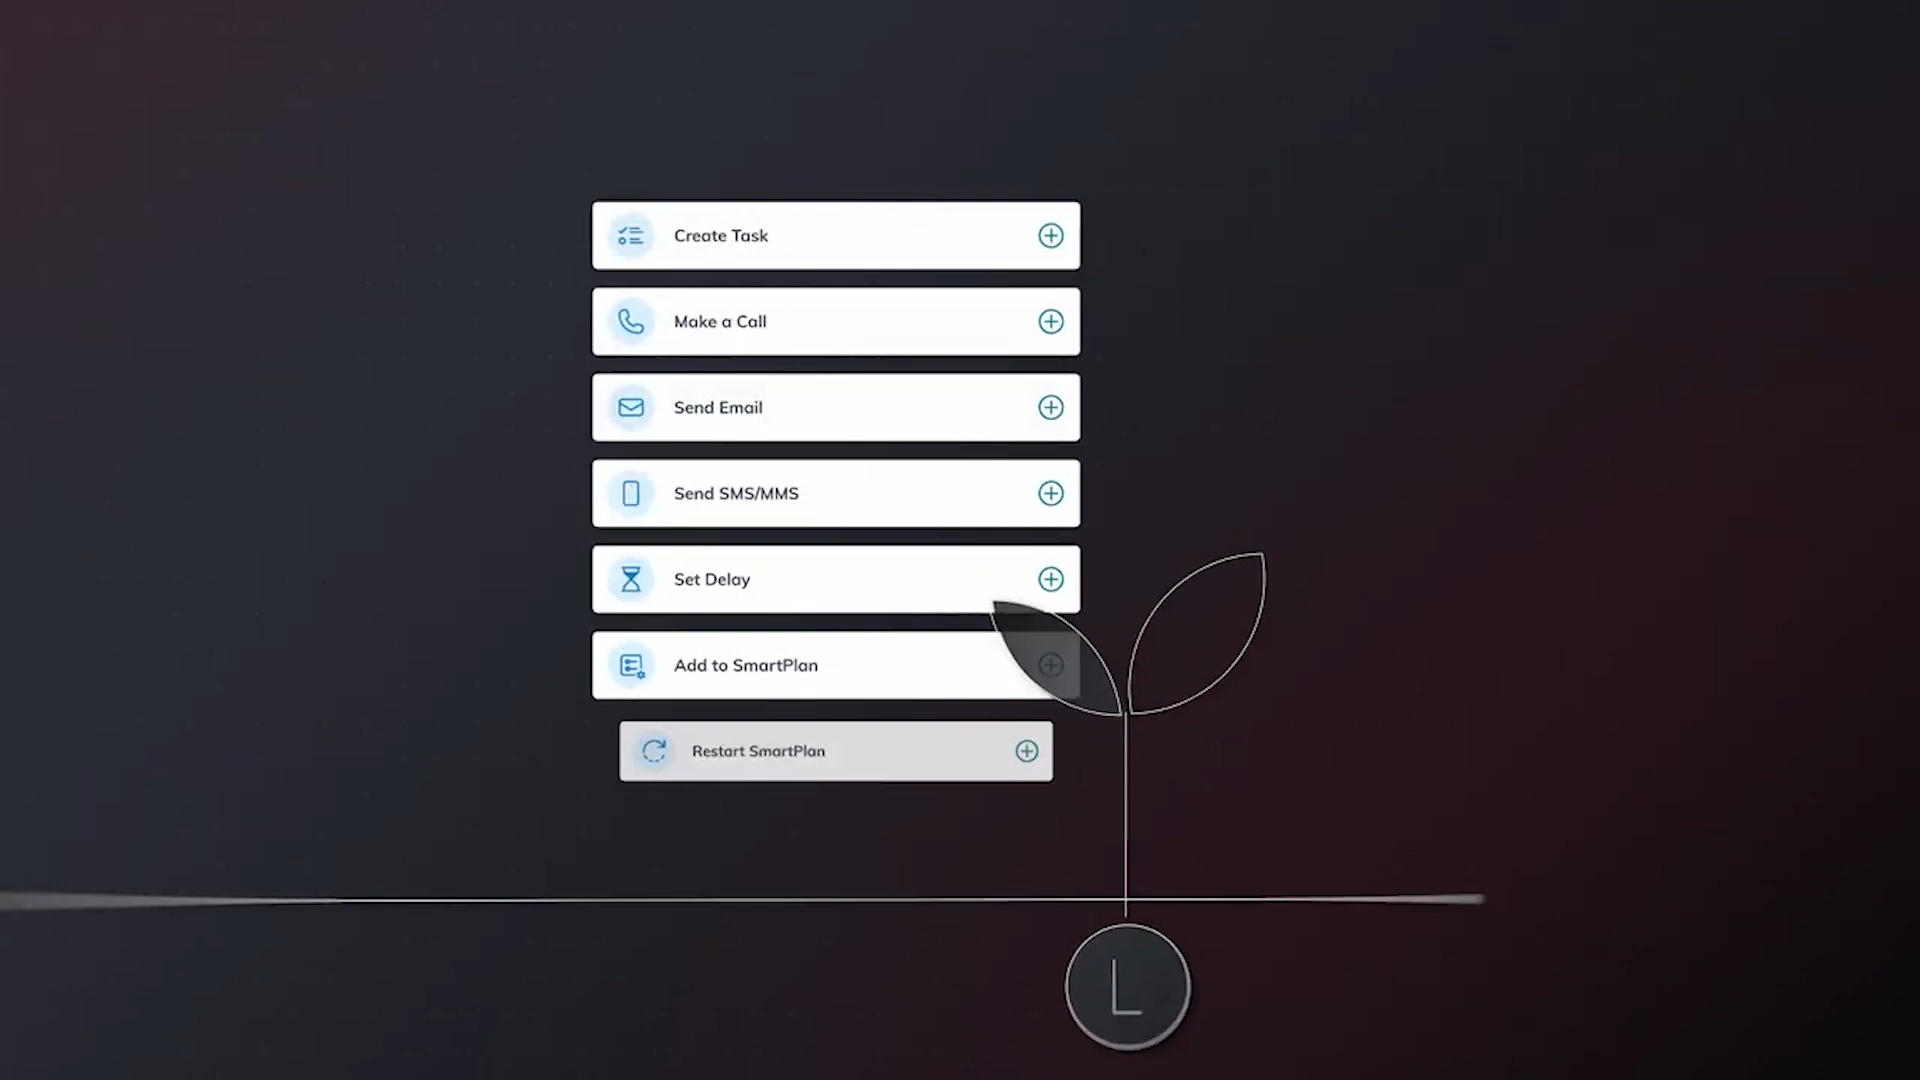 Create Task
Make a Call
Send Email
Send SMS/MMS
Set Delay
Add to SmartPlan
Restart SmartPlan
L